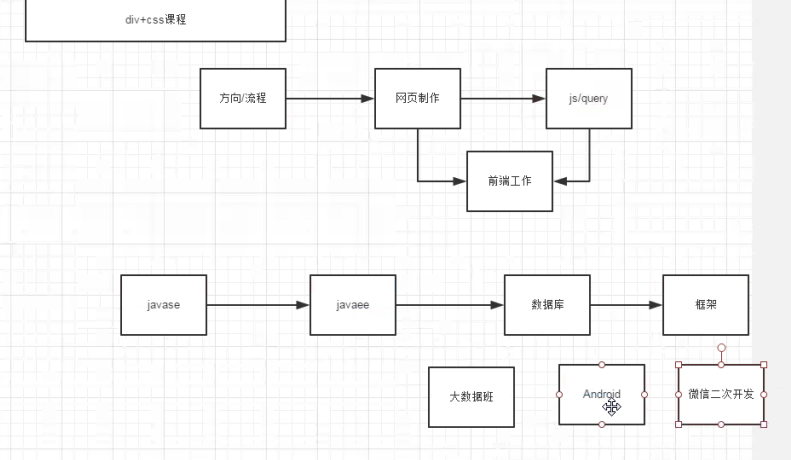 div+css课程
方向/流程
网页制作
js/query
前端工作
javase
javaee
数据库
框架
大数据班
Android
微信二次开发